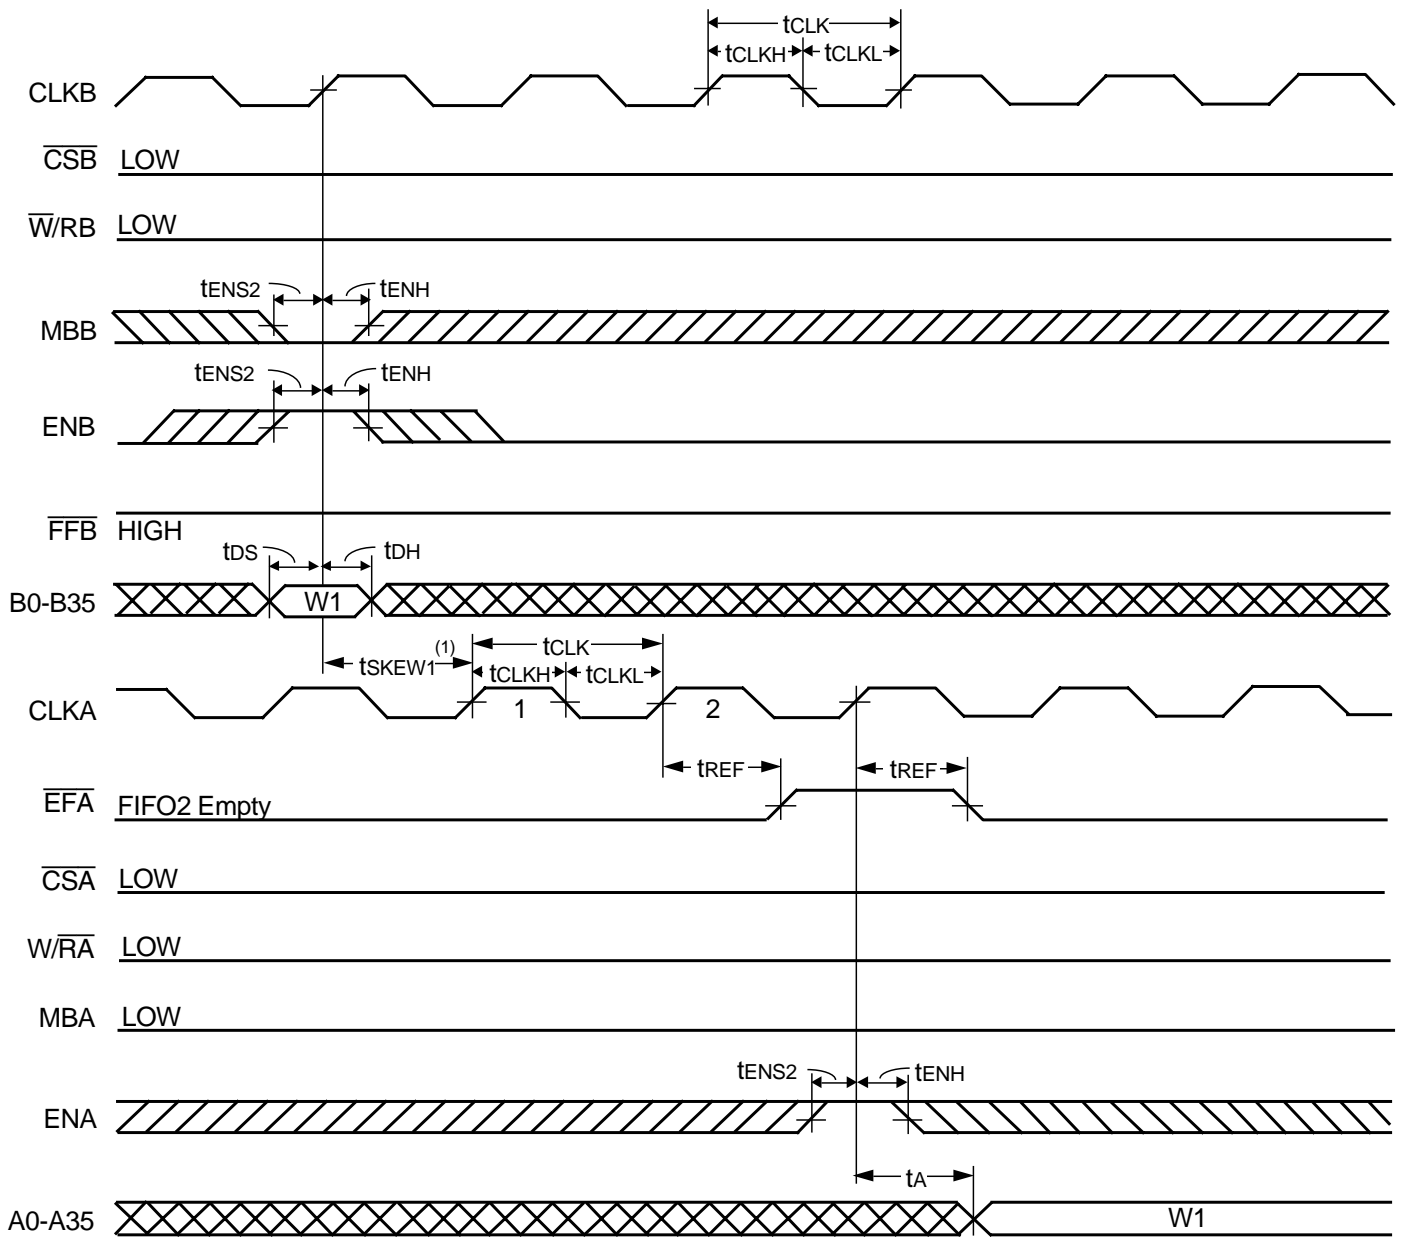 tCLK
tCLKH tCLKL
CLKB
CSB LOW
W/RB LOW
tENS2 tENH
MBB
tENS2 tENH
ENB
FFB HIGH
tDS tDH
B0-B35 W1
tSKEW1 (1) tCLK
tCLKH tCLKL
CLKA 1 2
tREF tREF
EFA FIFO2 Empty
CSA LOW
W/RA LOW
MBA LOW
tENS2 tENH
ENA
tA
A0-A35 W1